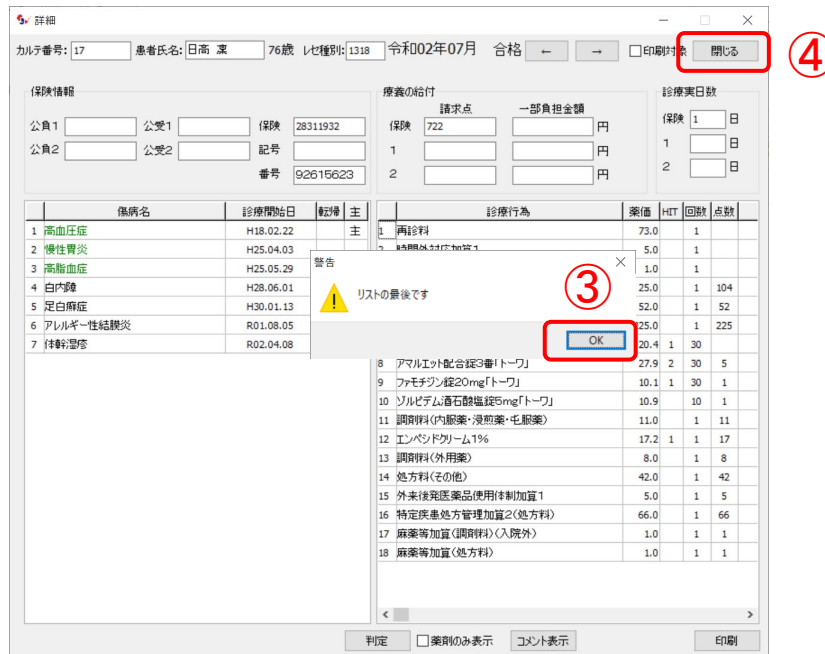 詳細
カルテ番号: 17 患者氏名: 日高 凛 76歳 レセ種別: 1318 令和02年07月 合格 ← → 印刷対象 閉じる
④
保険情報
公負1 公受1 保険 28311932
公負2 公受2 記号
番号 92615623
療養の給付
請求点 一部負担金額
保険 722 円
1 円
2 円
診療実日数
保険 1 日
1 日
2 日
傷病名 診療開始日 転帰 主
1 高血圧症 H18.02.22 主
2 慢性胃炎 H25.04.03
3 高脂血症 H25.05.29
4 白内障 H28.06.01
5 足白癬症 H30.01.13
6 アレルギー性結膜炎 R01.08.05
7 体幹湿疹 R02.04.08
診療行為 薬価 HIT 回数 点数
1 再診料 73.0 1
2 時間外対応加算1 5.0 1
1.0 1
25.0 1 104
52.0 1 52
25.0 1 225
20.4 1 30
8 アマルエット配合錠3番「トーワ」 27.9 2 30 5
9 ファモチジン錠20mg「トーワ」 10.1 1 30 1
10 ゾルピデム酒石酸塩錠5mg「トーワ」 10.9 10 1
11 調剤料(内服薬・浸煎薬・屯服薬) 11.0 1 11
12 エンペシドクリーム1% 17.2 1 1 17
13 調剤料(外用薬) 8.0 1 8
14 処方料(その他) 42.0 1 42
15 外来後発医薬品使用体制加算1 5.0 1 5
16 特定疾患処方管理加算2(処方料) 66.0 1 66
17 麻薬等加算(調剤料)(入院外) 1.0 1 1
18 麻薬等加算(処方料) 1.0 1 1
警告
リストの最後です
③
OK
判定 薬剤のみ表示 コメント表示 印刷